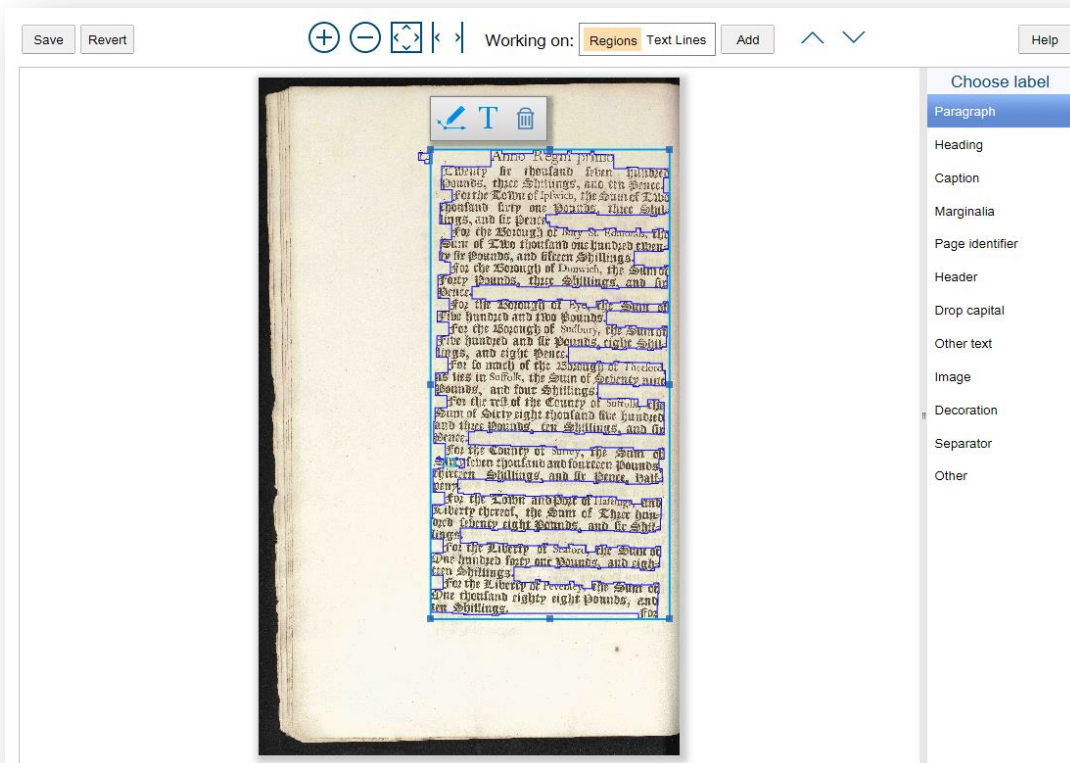 Save
Revert
Working on:
Regions
Text Lines
Add
Help
Choose label
Paragraph
Heading
Caption
Marginalia
Page identifier
Header
Drop capital
Other text
Image
Decoration
Separator
Other
T
Anno Regni primo
Twenty ſix thouſand ſeven hundred
Pounds, three Shillings, and ten Pence.
For the Town of Ipſwich, the Sum of Two
thouſand ſixty one Pounds, three Shil-
lings, and ſix Pence.
For the Borough of Bury St. Edmonds, the
Sum of Two thouſand one hundred twen-
ty ſix Pounds, and fifteen Shillings.
For the Borough of Dunwich, the Sum of
Forty Pounds, three Shillings, and ſix
Pence.
For the Borough of Eye, the Sum of
Five hundred and two Pounds.
For the Borough of Sudbury, the Sum of
Five hundred and ſix Pounds, eight Shil-
lings, and eight Pence.
For ſo much of the Borough of Thetford,
as lies in Suffolk, the Sum of Seventy nine
Pounds, and four Shillings.
For the reſt of the County of Suffolk, the
Sum of Sixty eight thouſand five hundred
and three Pounds, ten Shillings, and ſix
Pence.
For the County of Surrey, the Sum of
Sixty ſeven thouſand and fourteen Pounds
thirteen Shillings, and ſix Pence, Half-
peny.
For the Town and Port of Haſtings, and
Liberty thereof, the Sum of Three hun-
dred ſeventy eight Pounds, and ſix Shil-
lings.
For the Liberty of Seaford, the Sum of
One hundred forty one Pounds, and eigh-
teen Shillings.
For the Liberty of Pevenſey, the Sum of
One thouſand eighty eight Pounds, and
ten Shillings.
For